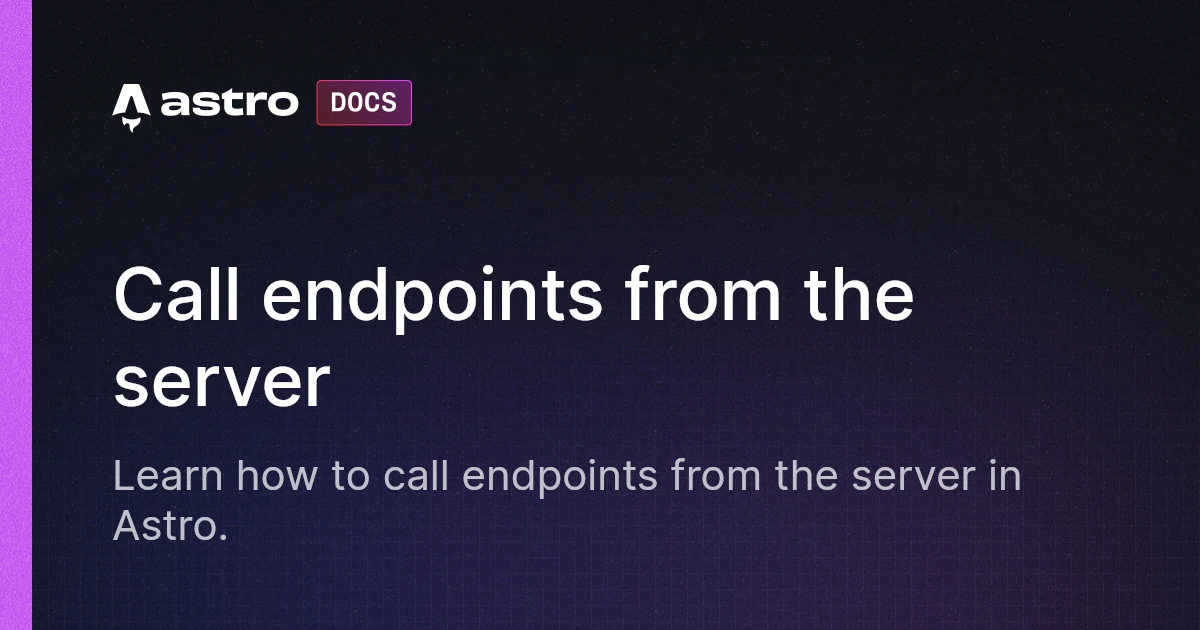 astro DOCS
Call endpoints from the
server
Learn how to call endpoints from the server in
Astro.